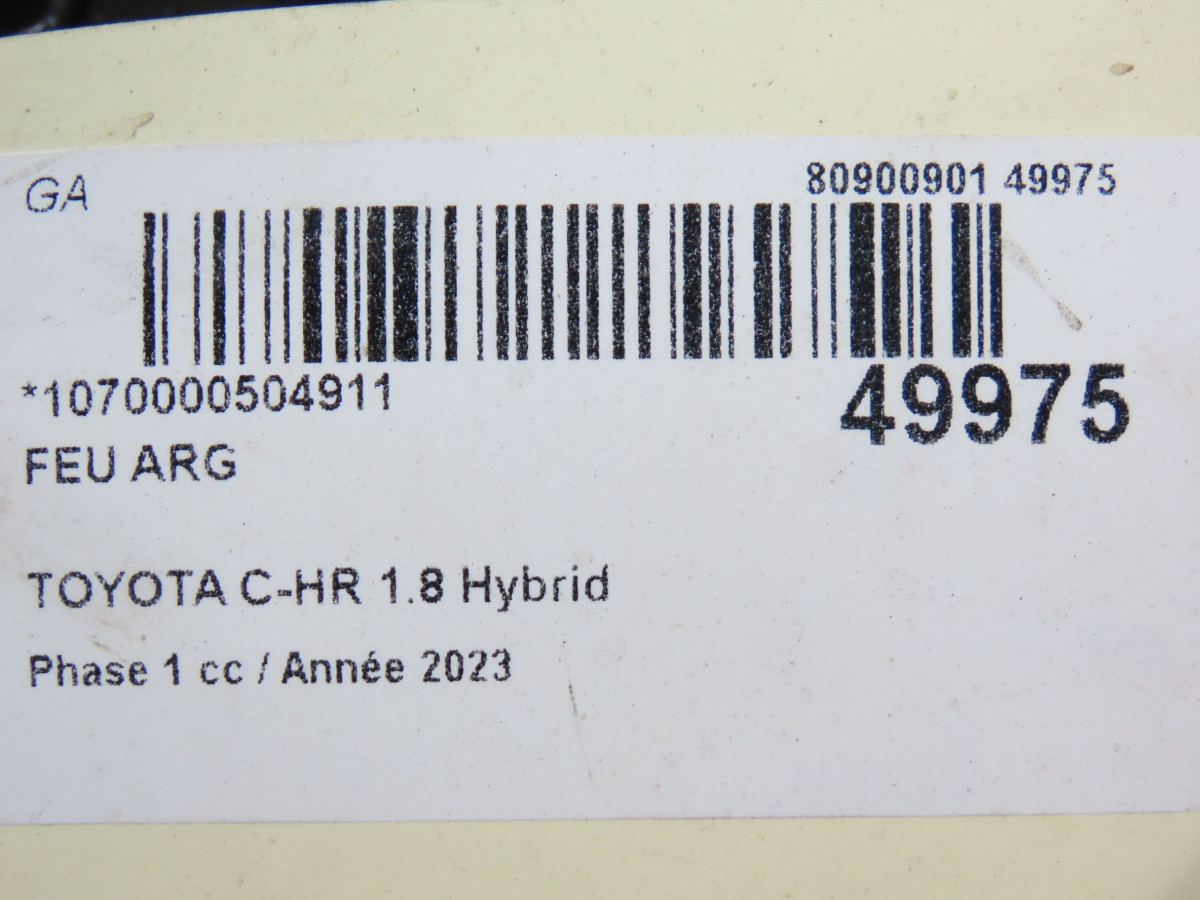 GA
80900901 49975
*1070000504911
49975
FEU ARG
TOYOTA C-HR 1.8 Hybrid
Phase 1 cc / Année 2023